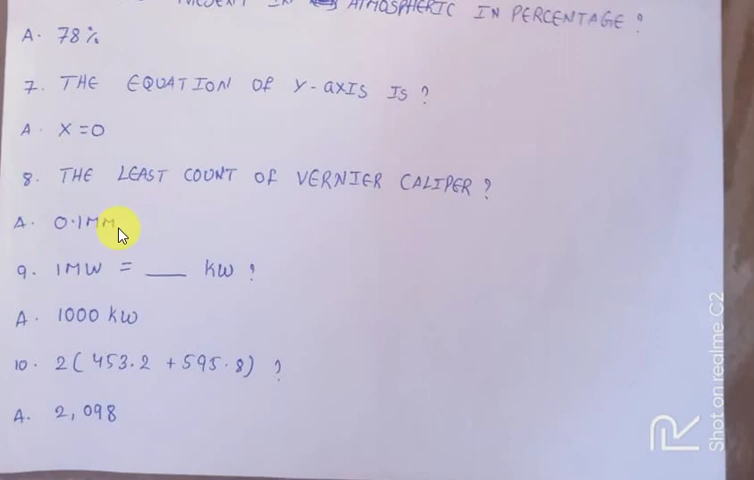 PRESENT IN ATMOSPHERIC IN PERCENTAGE?
A. 78%
7. THE EQUATION OF Y-AXIS IS?
A. X=0
8. THE LEAST COUNT OF VERNIER CALIPER?
A. 0.1MM
9. 1MW = ___ KW?
A. 1000 KW
10. 2(453.2 +595.8) ?
A. 2,098
R
Shot on realme C2